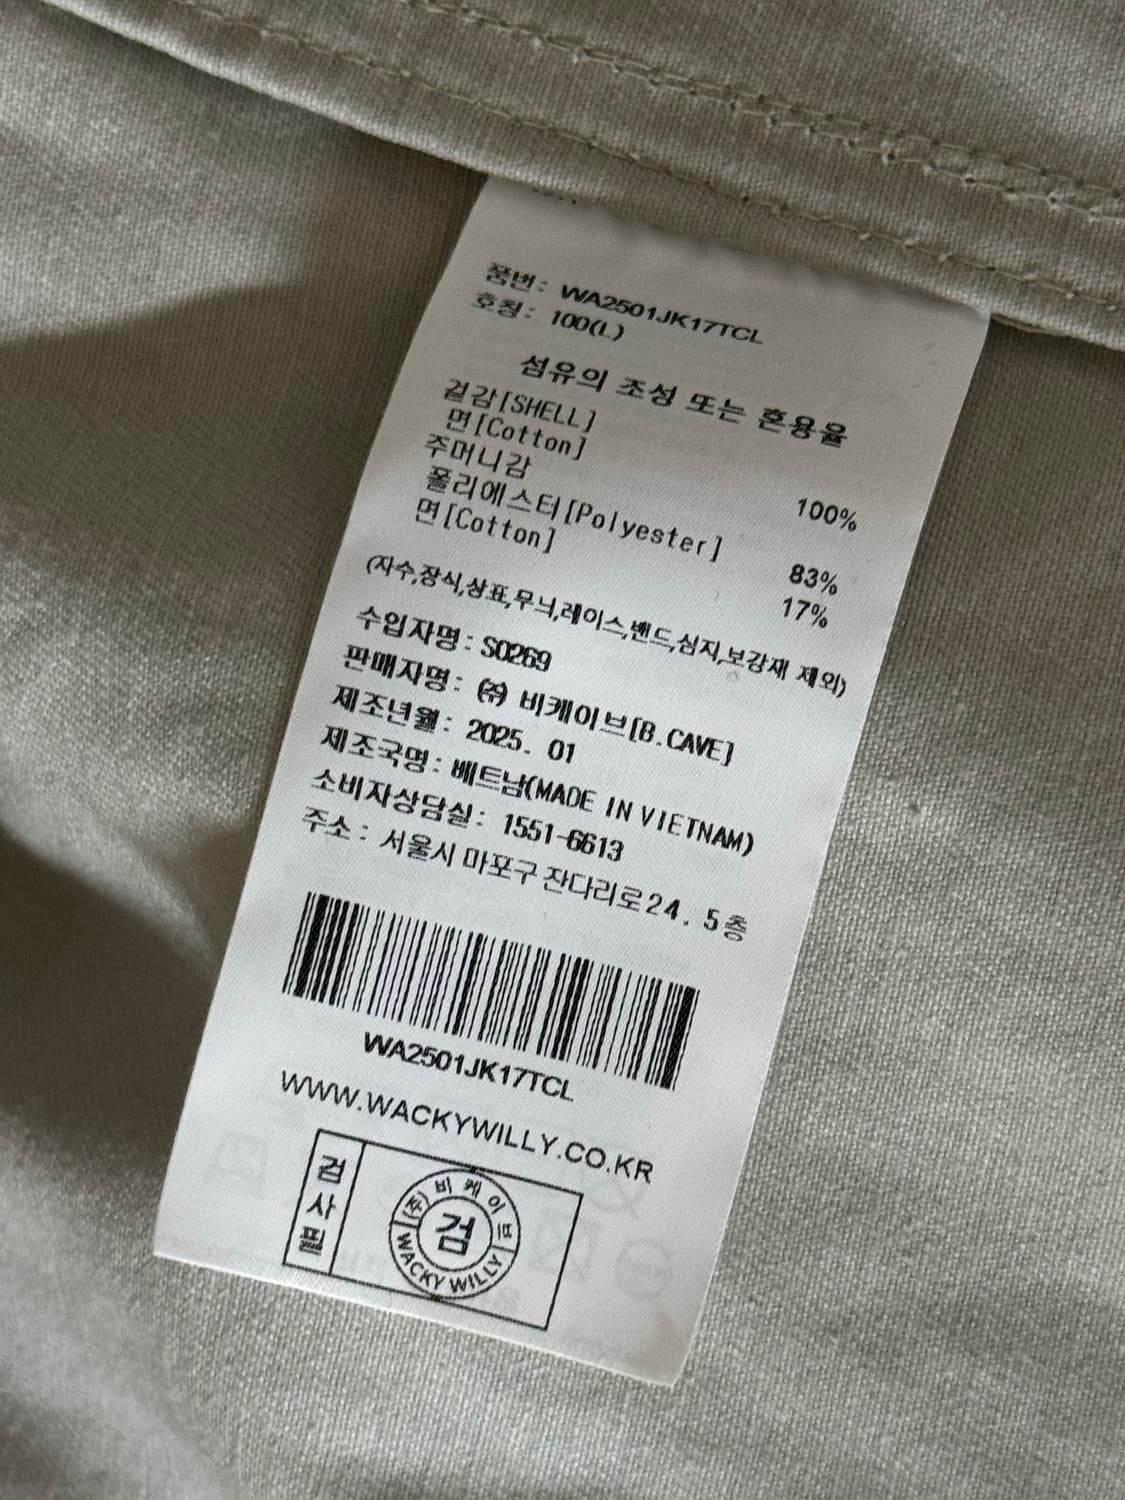 품번: WA2501JK17TCL
호칭: 100(L)
섬유의 조성 또는 혼용율
겉감[SHELL]
면[Cotton] 100%
주머니감
폴리에스터[Polyester] 83%
면[Cotton] 17%
(자수,장식,상표,무늬,레이스,밴드,심지,보강재 제외)
수입자명: S0269
판매자명: ㈜ 비케이브[B.CAVE]
제조년월: 2025. 01
제조국명: 베트남(MADE IN VIETNAM)
소비자상담실: 1551-6613
주소: 서울시 마포구 잔다리로24, 5층
WA2501JK17TCL
WWW.WACKYWILLY.CO.KR
검사필
(주)비케이브
검
WACKY WILLY